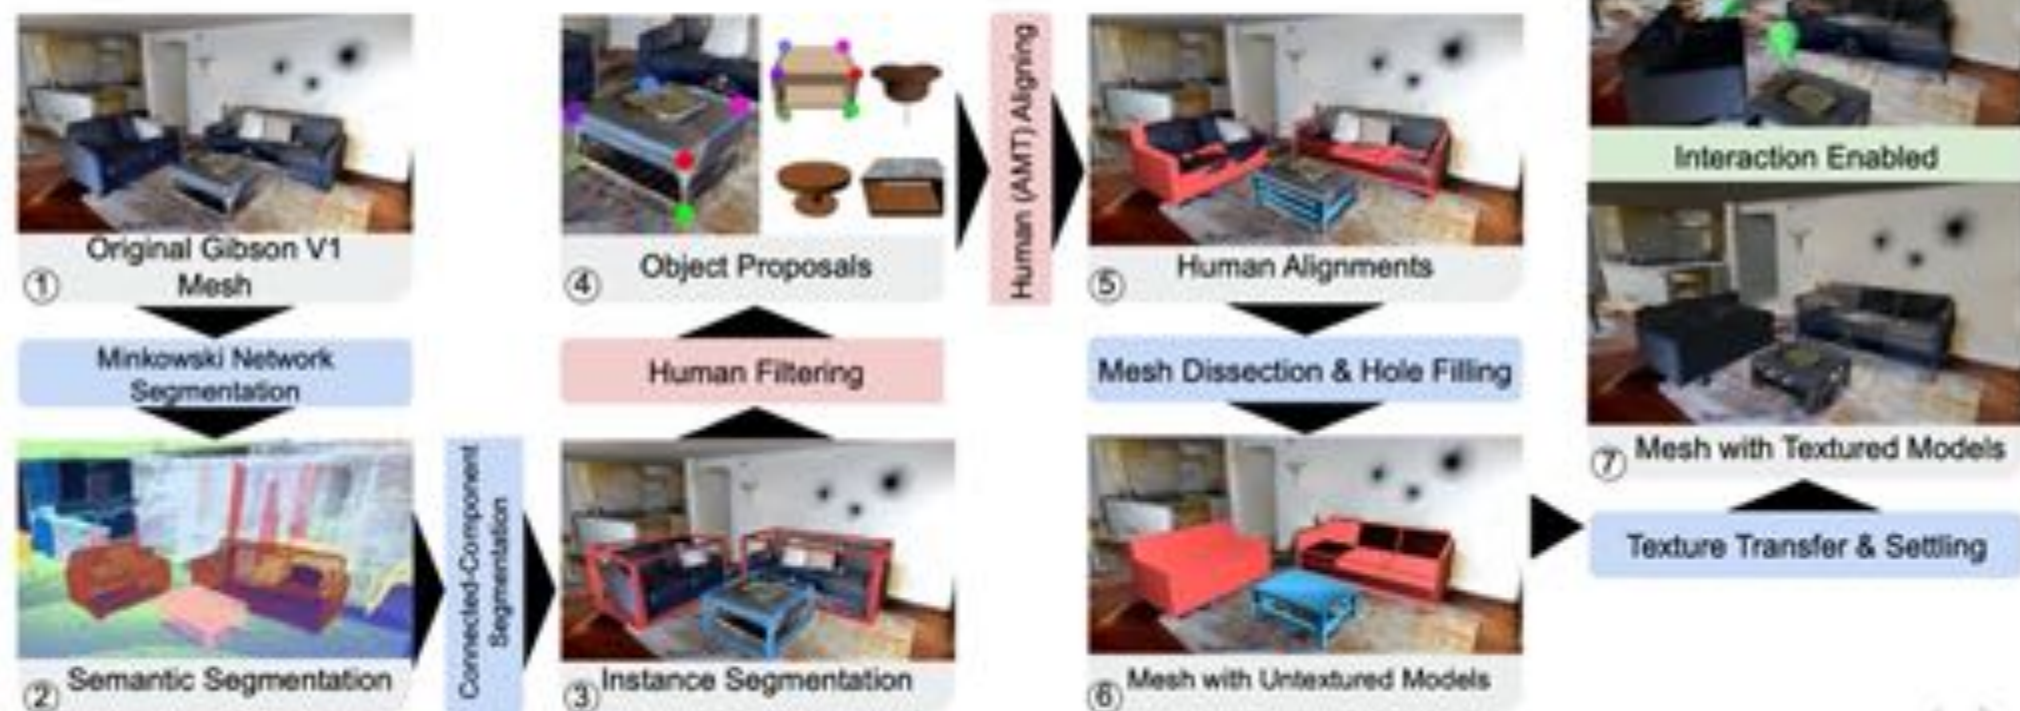 Original Gibson V1
Mesh
①
Minkowski Network
Segmentation
② Semantic Segmentation
Connected-Component
Segmentation
③ Instance Segmentation
Human Filtering
④ Object Proposals
Human (AMT) Aligning
⑤ Human Alignments
Mesh Dissection & Hole Filling
⑥ Mesh with Untextured Models
Texture Transfer & Settling
⑦ Mesh with Textured Models
Interaction Enabled